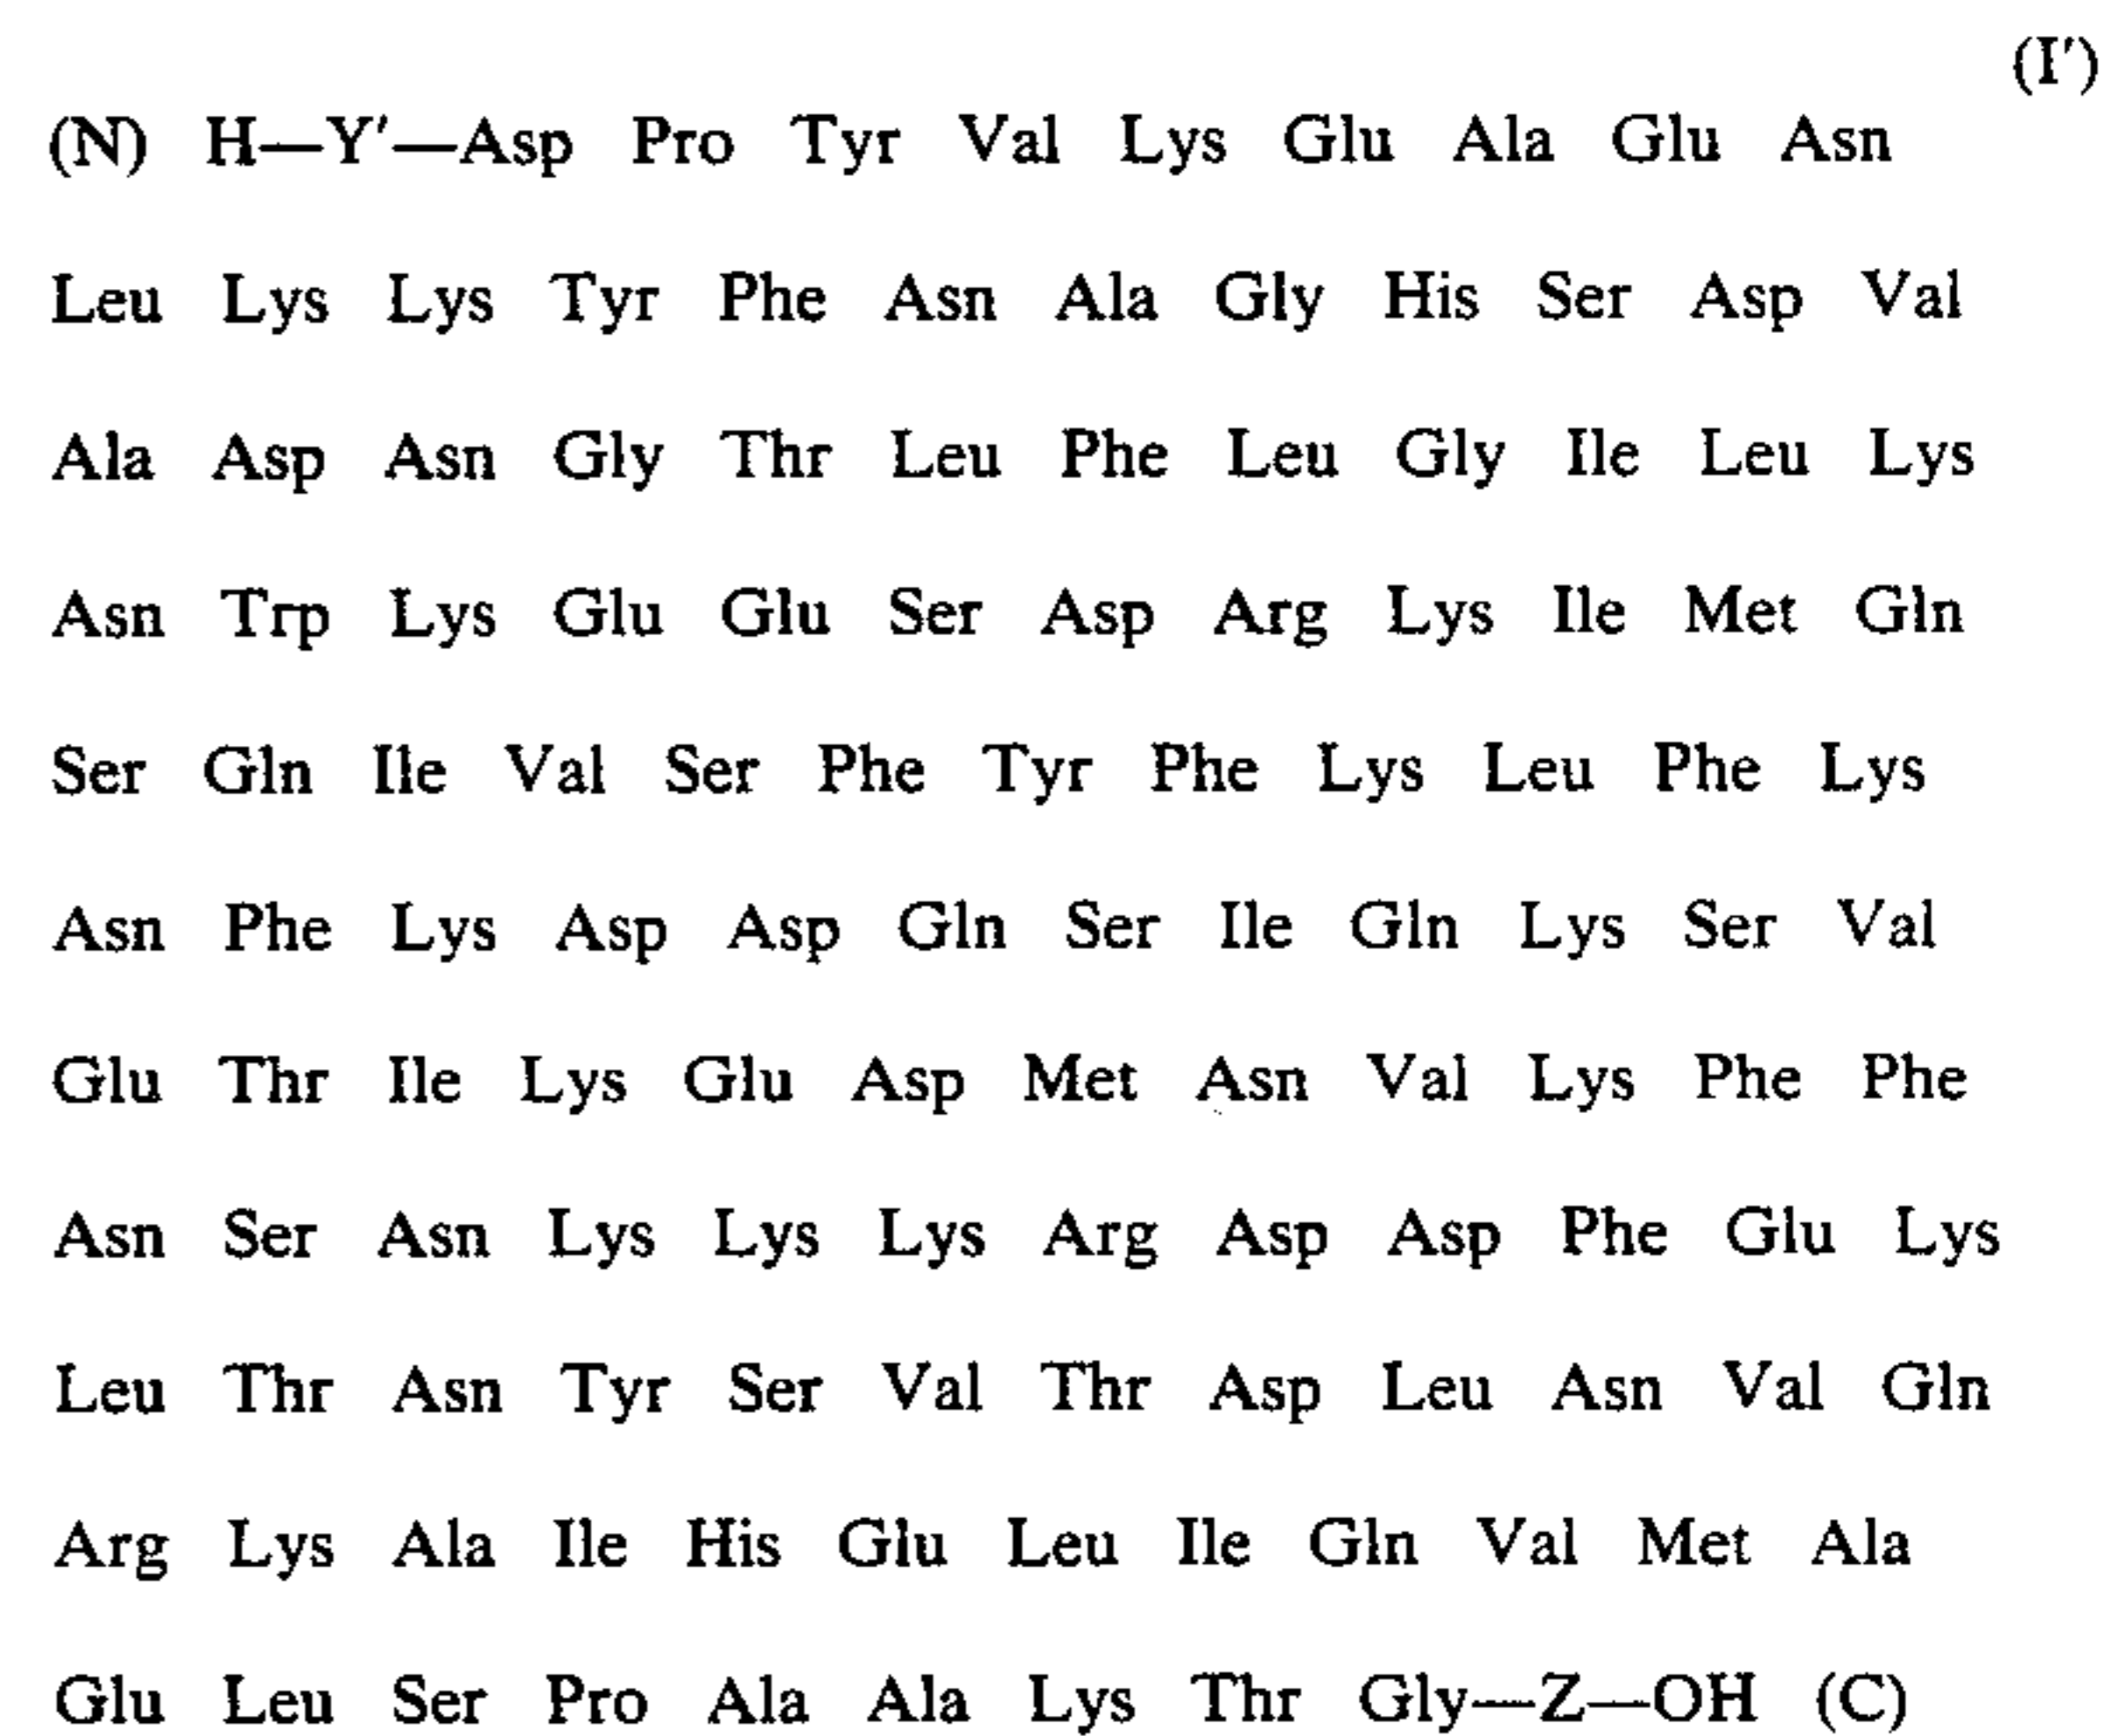 (I′)
(N) H—Y′—Asp Pro Tyr Val Lys Glu Ala Glu Asn
Leu Lys Lys Tyr Phe Asn Ala Gly His Ser Asp Val
Ala Asp Asn Gly Thr Leu Phe Leu Gly Ile Leu Lys
Asn Trp Lys Glu Glu Ser Asp Arg Lys Ile Met Gln
Ser Gln Ile Val Ser Phe Tyr Phe Lys Leu Phe Lys
Asn Phe Lys Asp Asp Gln Ser Ile Gln Lys Ser Val
Glu Thr Ile Lys Glu Asp Met Asn Val Lys Phe Phe
Asn Ser Asn Lys Lys Lys Arg Asp Asp Phe Glu Lys
Leu Thr Asn Tyr Ser Val Thr Asp Leu Asn Val Gln
Arg Lys Ala Ile His Glu Leu Ile Gln Val Met Ala
Glu Leu Ser Pro Ala Ala Lys Thr Gly—Z—OH (C)